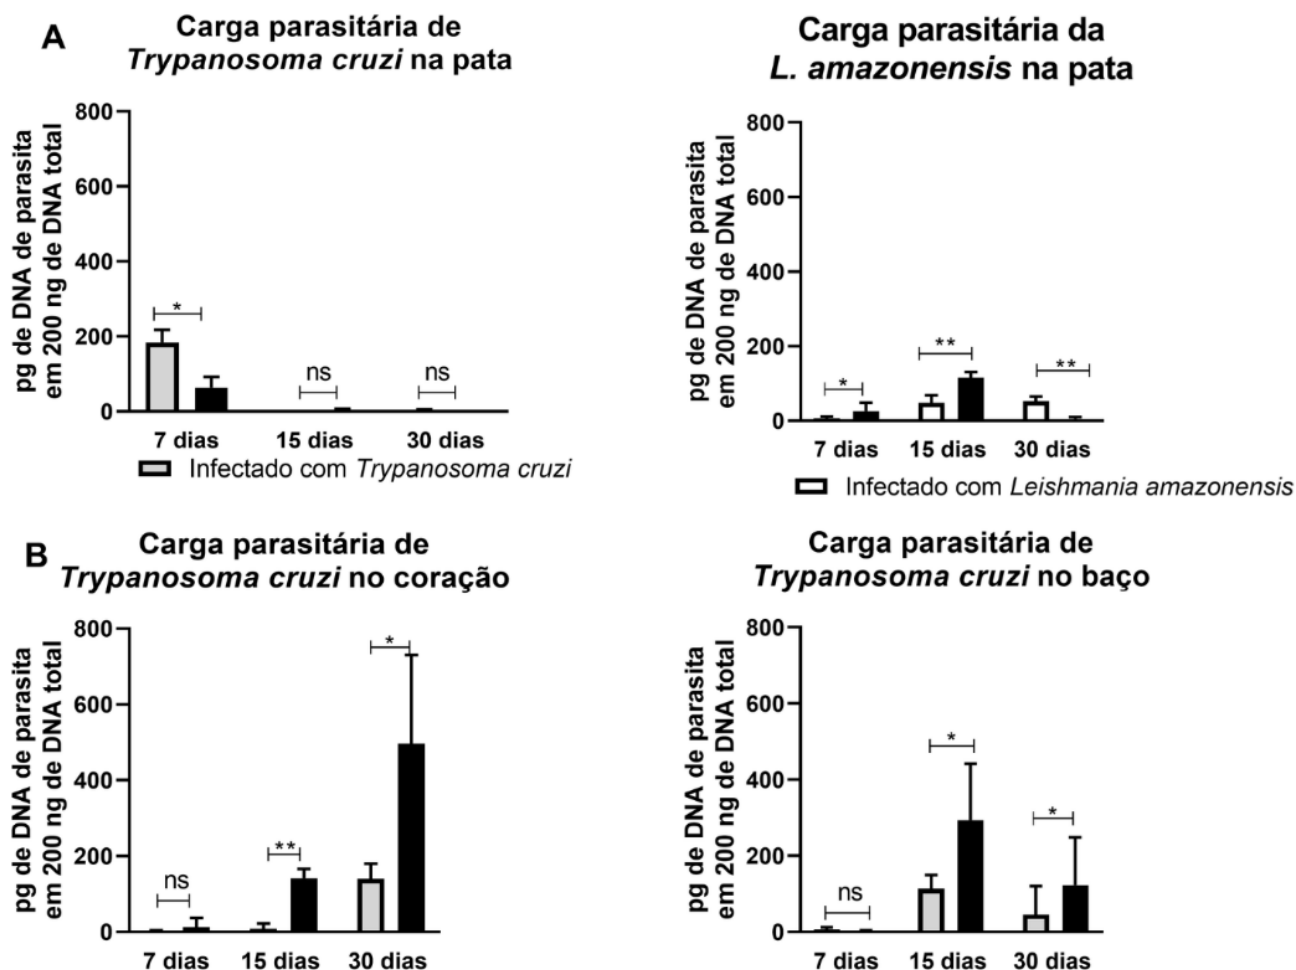 A
Carga parasitária de
Trypanosoma cruzi na pata
pg de DNA de parasita
em 200 ng de DNA total
800
600
400
200
0
*
ns
ns
7 dias
15 dias
30 dias
Infectado com Trypanosoma cruzi
Carga parasitária da
L. amazonensis na pata
pg de DNA de parasita
em 200 ng de DNA total
800
600
400
200
0
*
**
**
7 dias
15 dias
30 dias
Infectado com Leishmania amazonensis
B
Carga parasitária de
Trypanosoma cruzi no coração
pg de DNA de parasita
em 200 ng de DNA total
800
600
400
200
0
ns
**
*
7 dias
15 dias
30 dias
Carga parasitária de
Trypanosoma cruzi no baço
pg de DNA de parasita
em 200 ng de DNA total
800
600
400
200
0
ns
*
*
7 dias
15 dias
30 dias